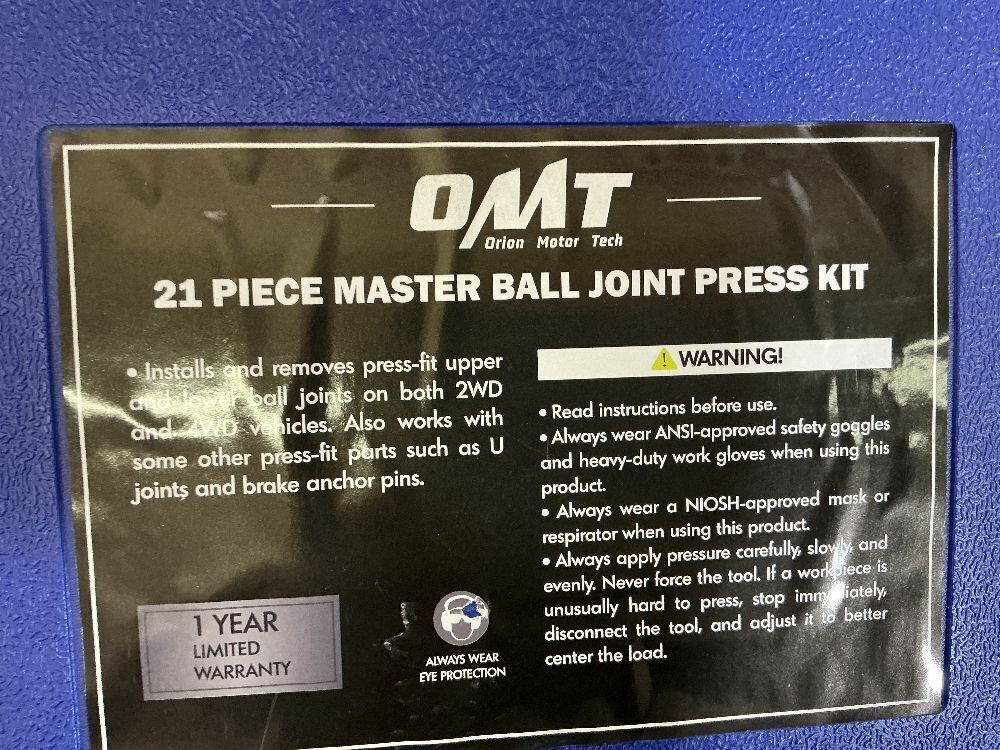 OMT
Orion Motor Tech
21 PIECE MASTER BALL JOINT PRESS KIT
• Installs and removes press-fit upper
and lower ball joints on both 2WD
and 4WD vehicles. Also works with
some other press-fit parts such as U
joints and brake anchor pins.
WARNING!
• Read instructions before use.
• Always wear ANSI-approved safety goggles
and heavy-duty work gloves when using this
product.
• Always wear a NIOSH-approved mask or
respirator when using this product.
• Always apply pressure carefully, slowly, and
evenly. Never force the tool. If a workpiece is
unusually hard to press, stop immediately,
disconnect the tool, and adjust it to better
center the load.
1 YEAR
LIMITED
WARRANTY
ALWAYS WEAR
EYE PROTECTION